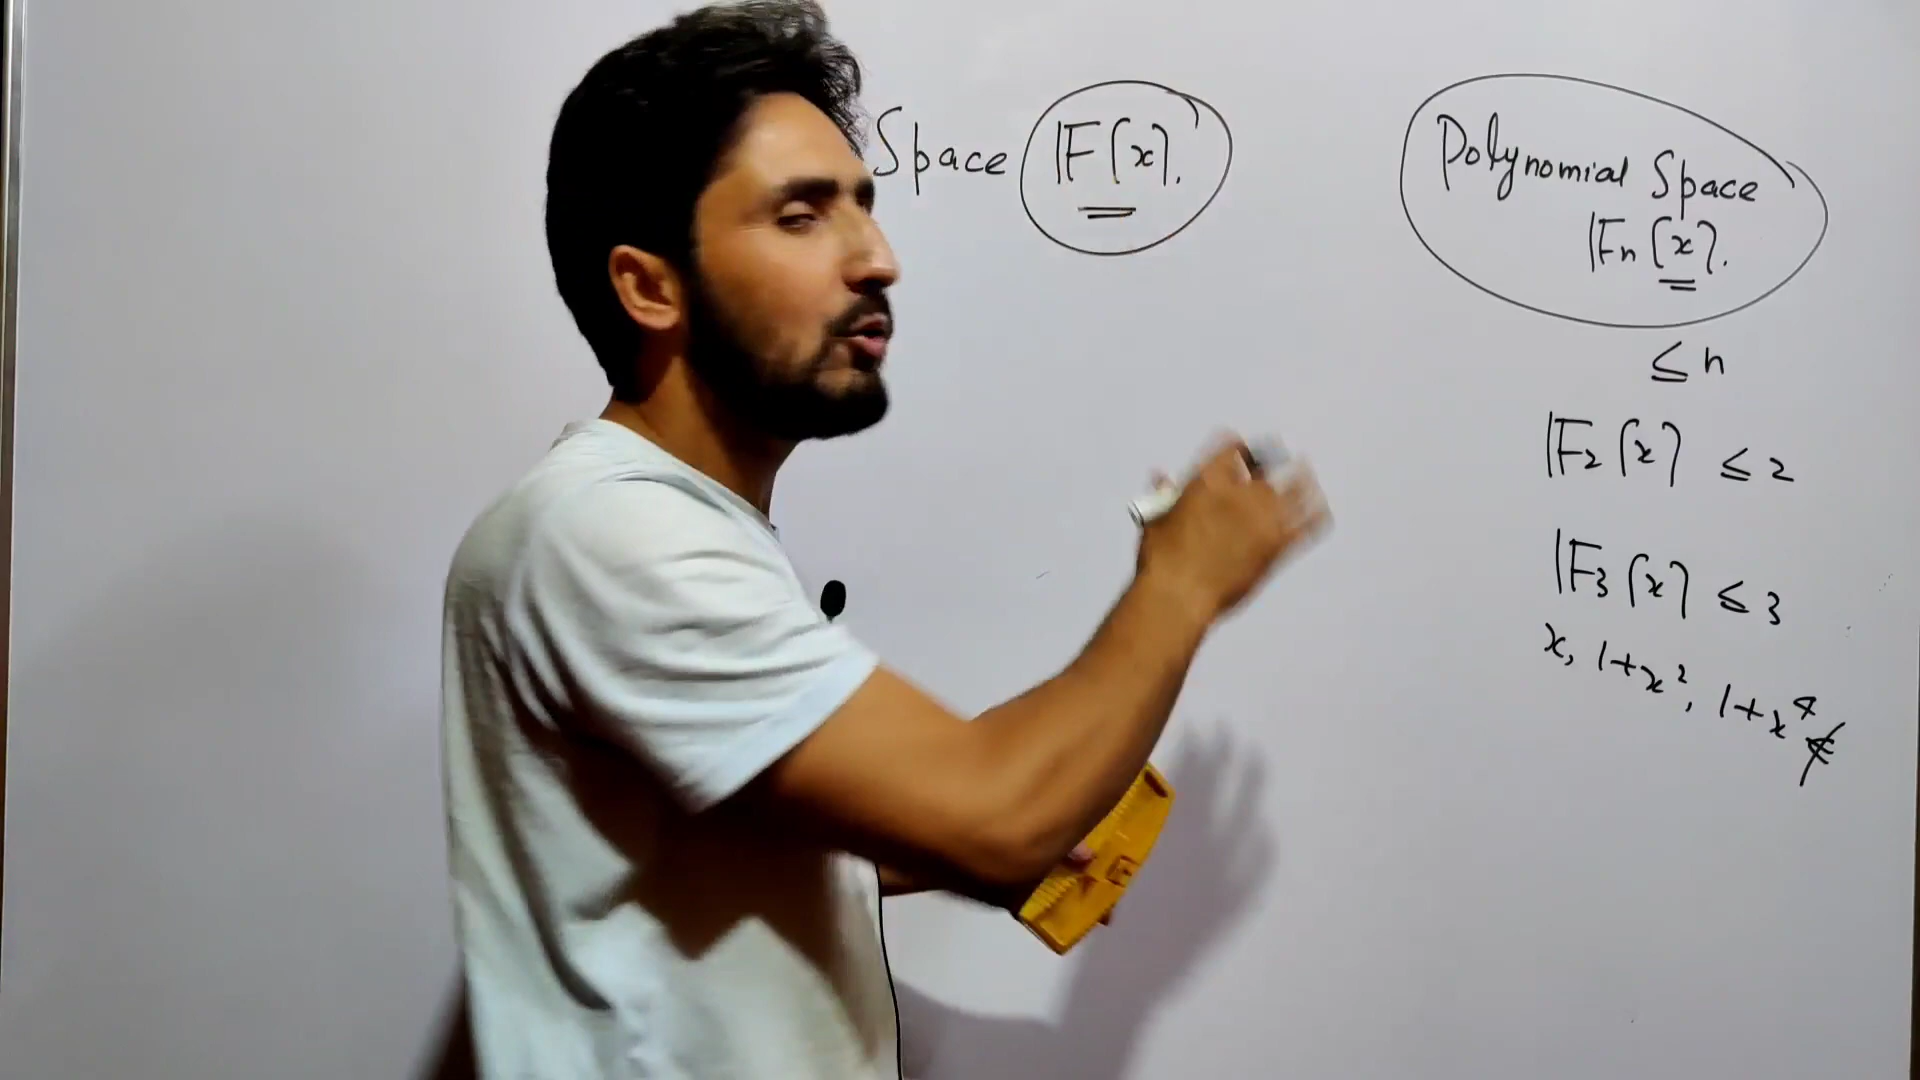 Space 𝔽[x].
Polynomial Space
𝔽n[x].
≤ n
𝔽2[x] ≤ 2
𝔽3[x] ≤ 3
x, 1+x², 1+x⁴